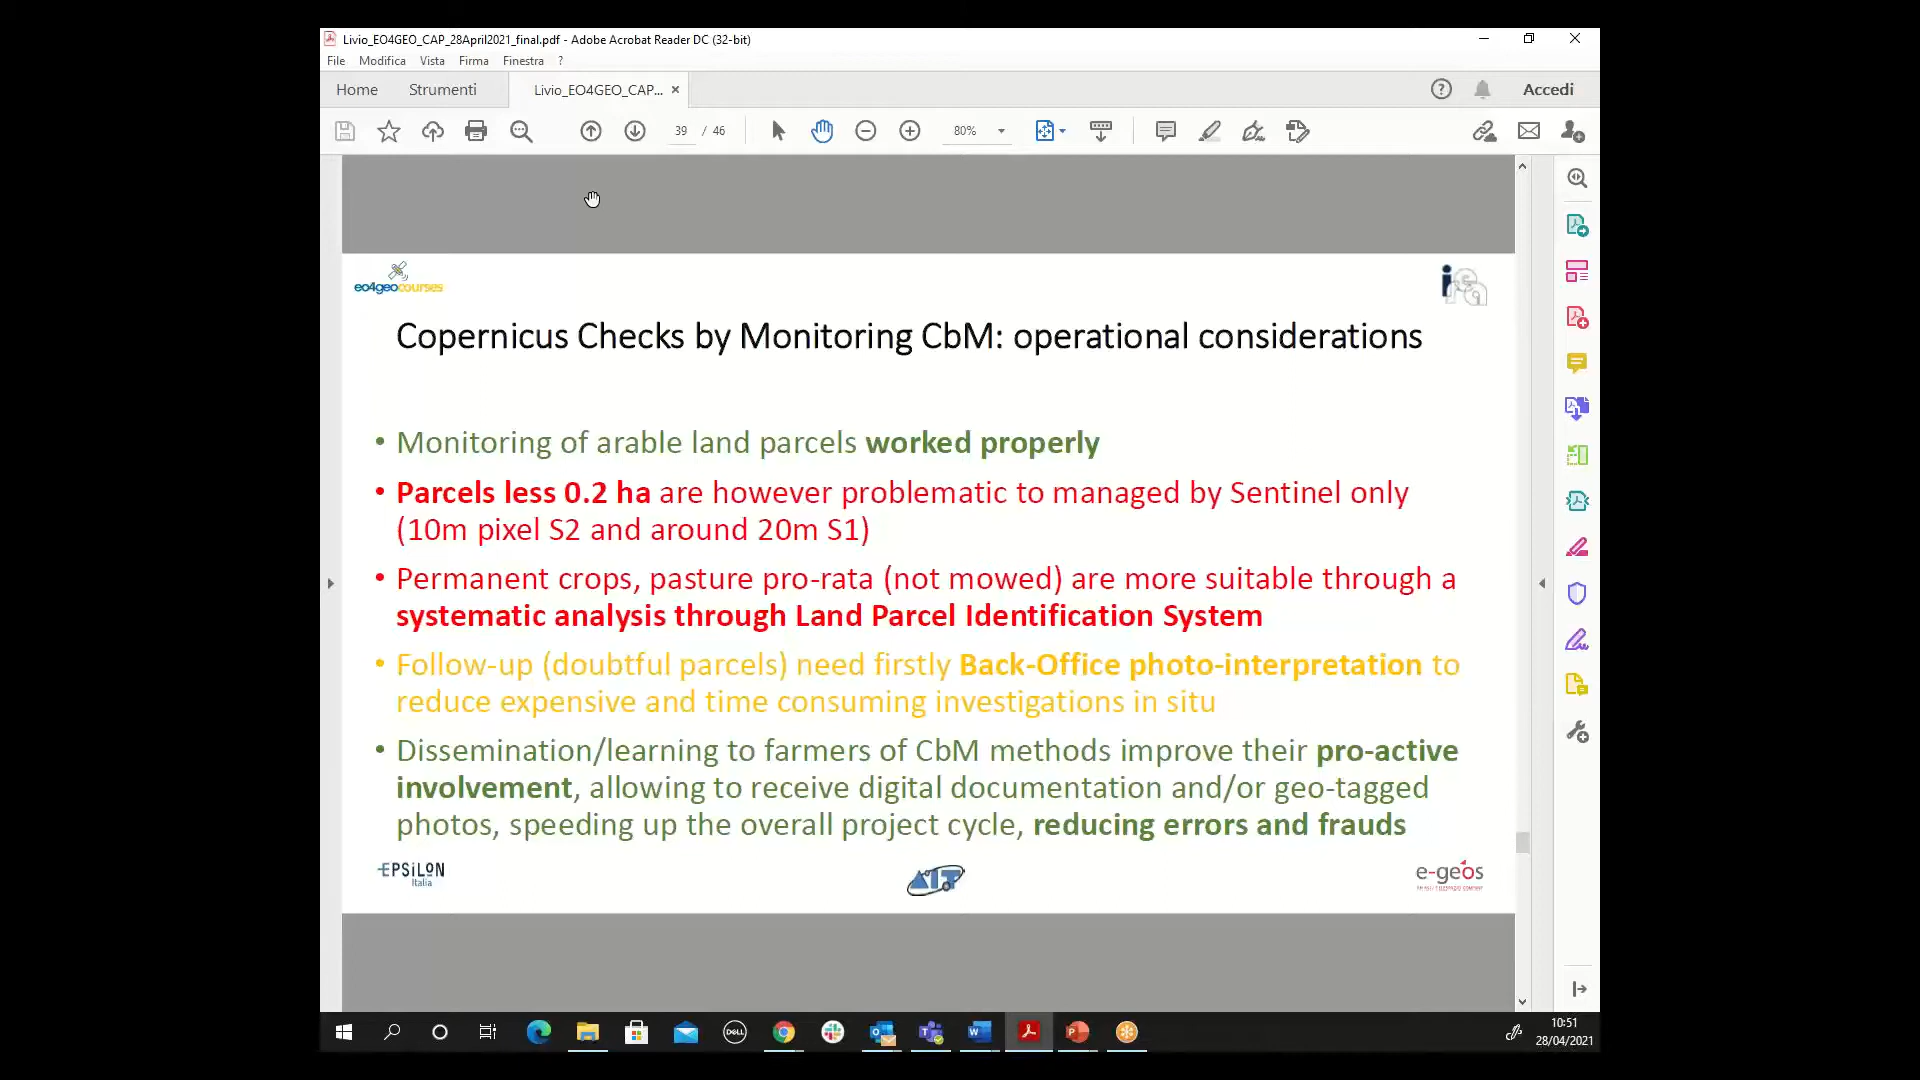 Livio_EO4GEO_CAP_28April2021_final.pdf - Adobe Acrobat Reader DC (32-bit)
File Modifica Vista Firma Finestra ?
Home Strumenti Livio_EO4GEO_CAP... × Accedi
39 / 46 80%
eo4geocourses
Copernicus Checks by Monitoring CbM: operational considerations
• Monitoring of arable land parcels worked properly
• Parcels less 0.2 ha are however problematic to managed by Sentinel only
(10m pixel S2 and around 20m S1)
• Permanent crops, pasture pro-rata (not mowed) are more suitable through a
systematic analysis through Land Parcel Identification System
• Follow-up (doubtful parcels) need firstly Back-Office photo-interpretation to
reduce expensive and time consuming investigations in situ
• Dissemination/learning to farmers of CbM methods improve their pro-active
involvement, allowing to receive digital documentation and/or geo-tagged
photos, speeding up the overall project cycle, reducing errors and frauds
EPSILON
Italia
AIT
e-geos
DELL
10:51
28/04/2021